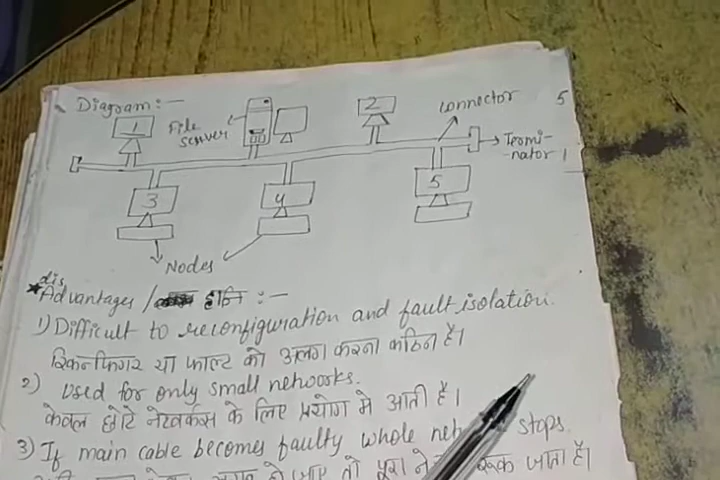 Diagram:-
1
File
server
2
connector
5
Termi-
nator
3
4
5
Nodes
dis
*Advantages / हानि :-
1) Difficult to reconfiguration and fault isolation.
रिकन्फिगर या फाल्ट को अलग करना कठिन है।
2) Used for only small networks.
केवल छोटे नेटवर्कस के लिए प्रयोग मे आती है।
3) If main cable becomes faulty whole stops.
हो जाए तो पूरा रूक जाता है।